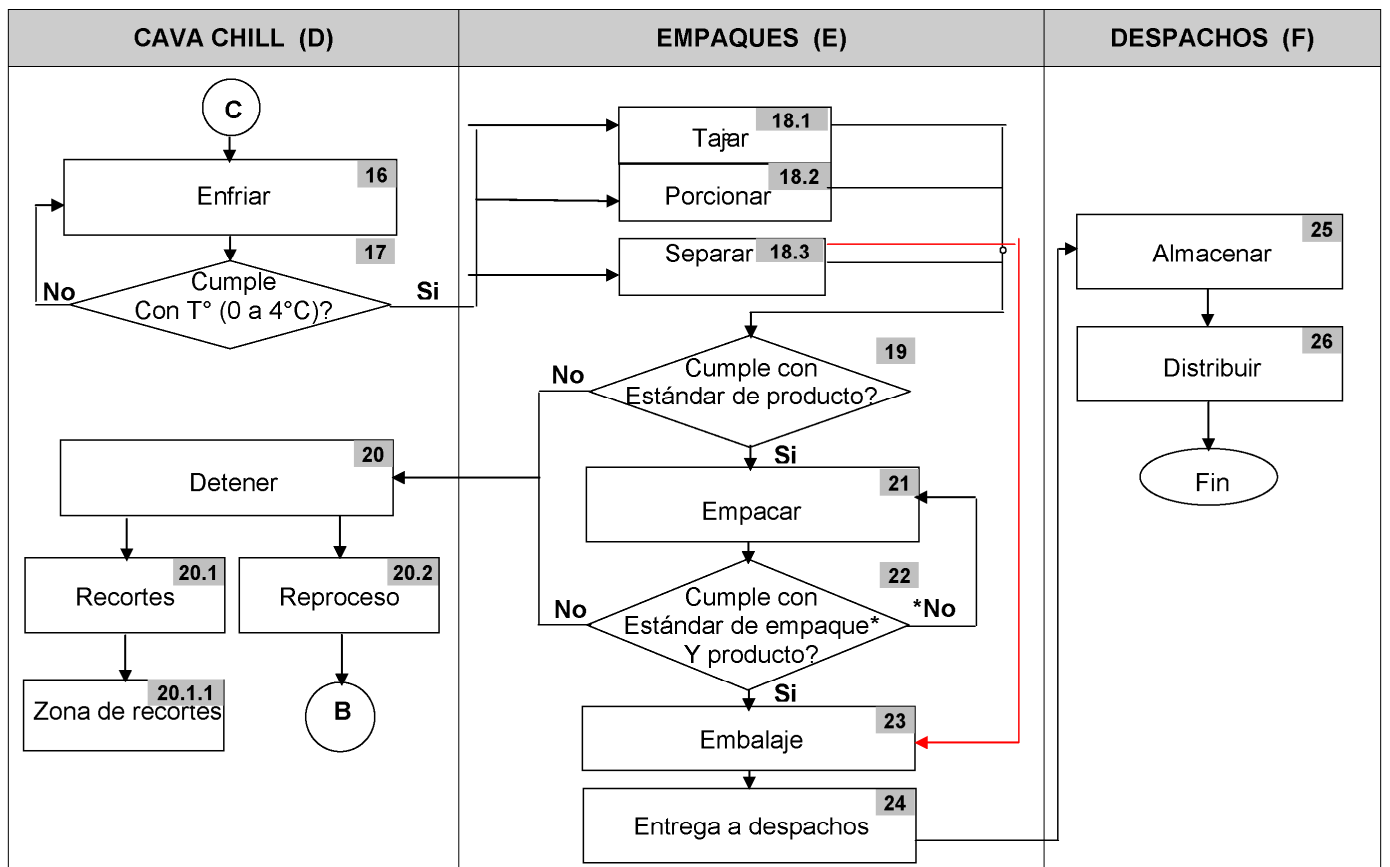 CAVA CHILL (D)
EMPAQUES (E)
DESPACHOS (F)
C
16
Enfriar
17
Cumple
Con T° (0 a 4°C)?
No
Si
18.1
Tajar
18.2
Porcionar
18.3
Separar
19
Cumple con
Estándar de producto?
No
Si
20
Detener
20.1
Recortes
20.2
Reproceso
20.1.1
Zona de recortes
B
21
Empacar
22
Cumple con
Estándar de empaque*
Y producto?
No
*No
Si
23
Embalaje
24
Entrega a despachos
25
Almacenar
26
Distribuir
Fin